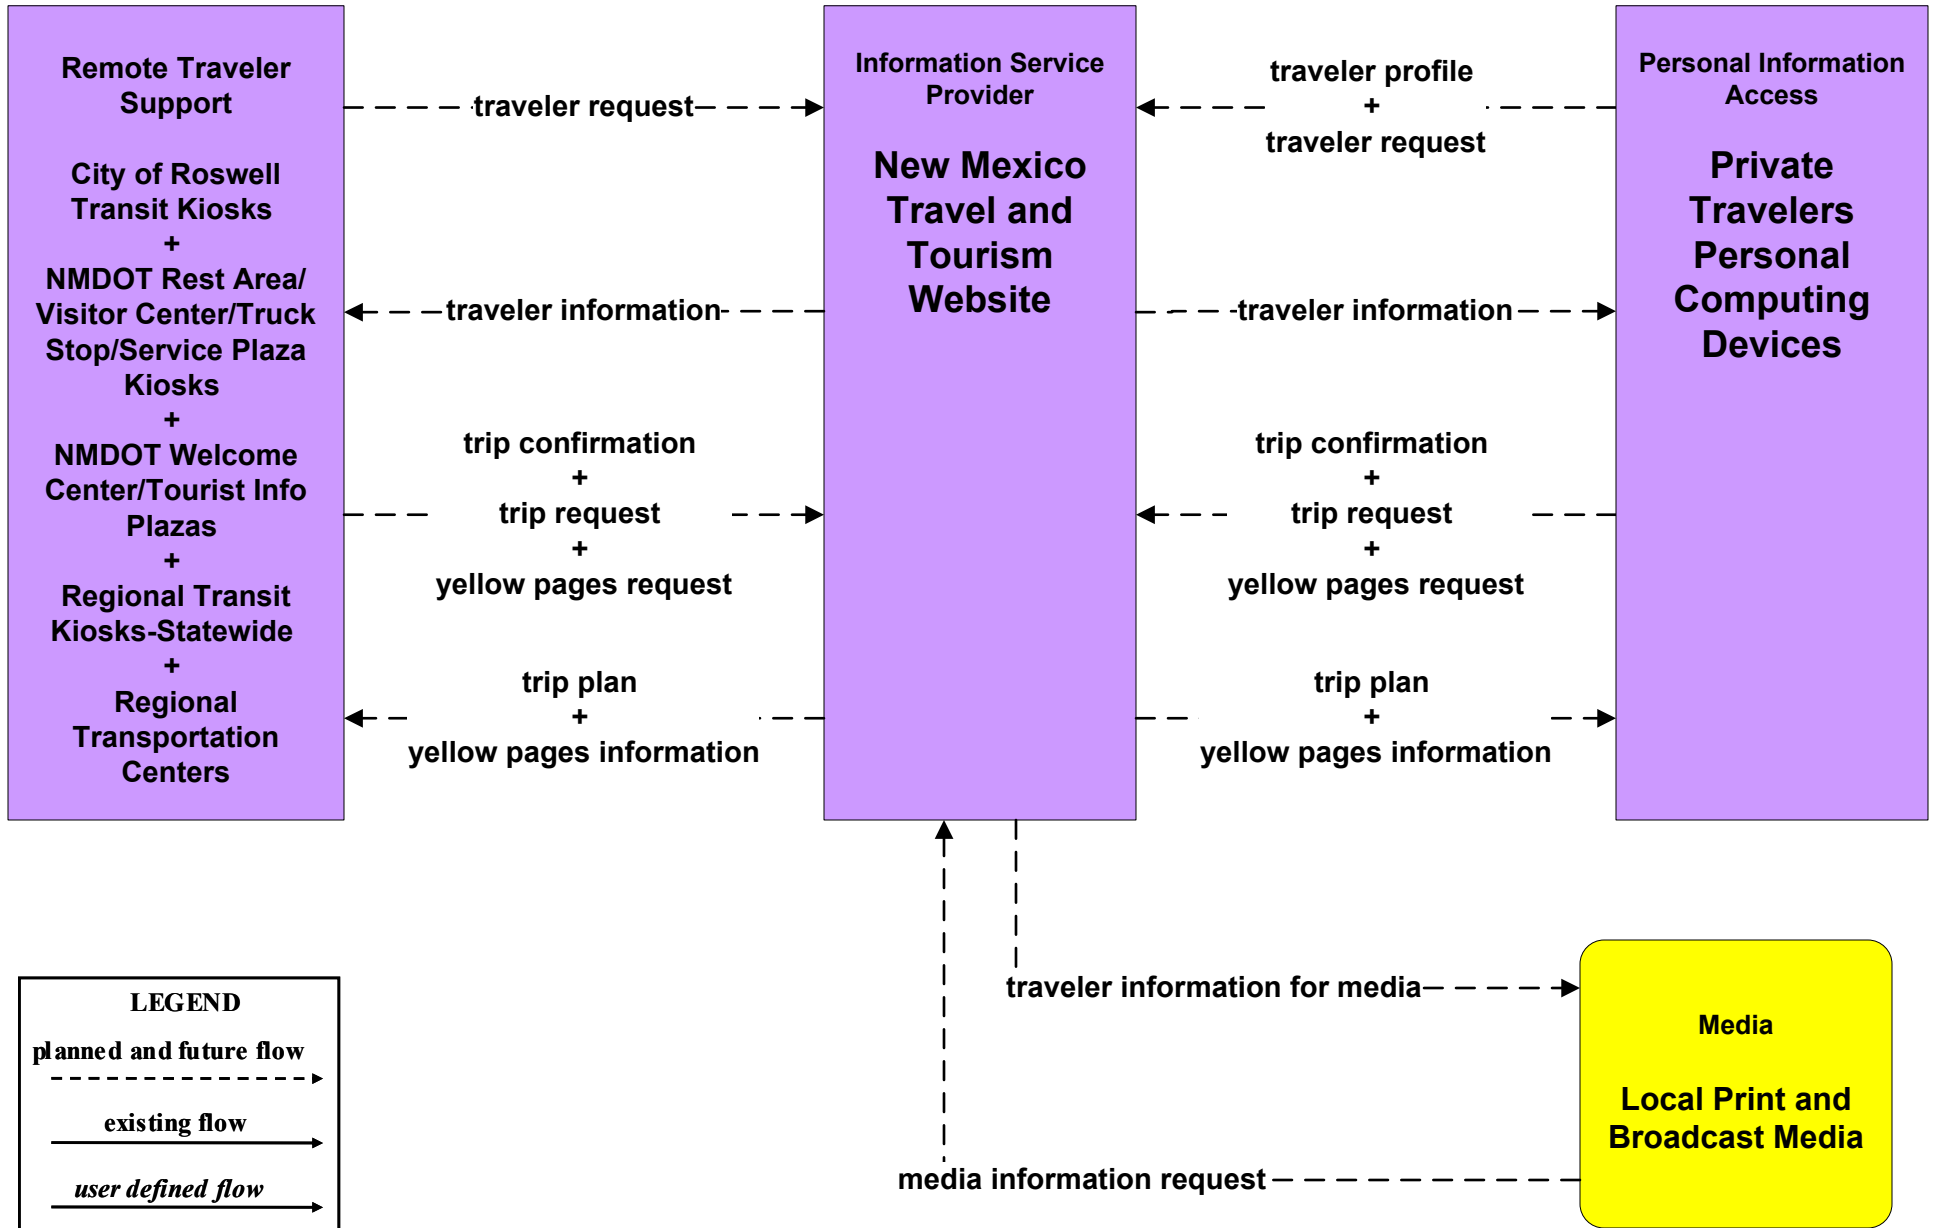 Remote Traveler
Support
City of Roswell
Transit Kiosks
+
NMDOT Rest Area/
Visitor Center/Truck
Stop/Service Plaza
Kiosks
+
NMDOT Welcome
Center/Tourist Info
Plazas
+
Regional Transit
Kiosks-Statewide
+
Regional
Transportation
Centers
traveler request
traveler information
trip confirmation
+
trip request
+
yellow pages request
trip plan
+
yellow pages information
Information Service
Provider
New Mexico
Travel and
Tourism
Website
traveler profile
+
traveler request
traveler information
trip confirmation
+
trip request
+
yellow pages request
trip plan
+
yellow pages information
Personal Information
Access
Private
Travelers
Personal
Computing
Devices
traveler information for media
media information request
Media
Local Print and
Broadcast Media
LEGEND
planned and future flow
existing flow
user defined flow